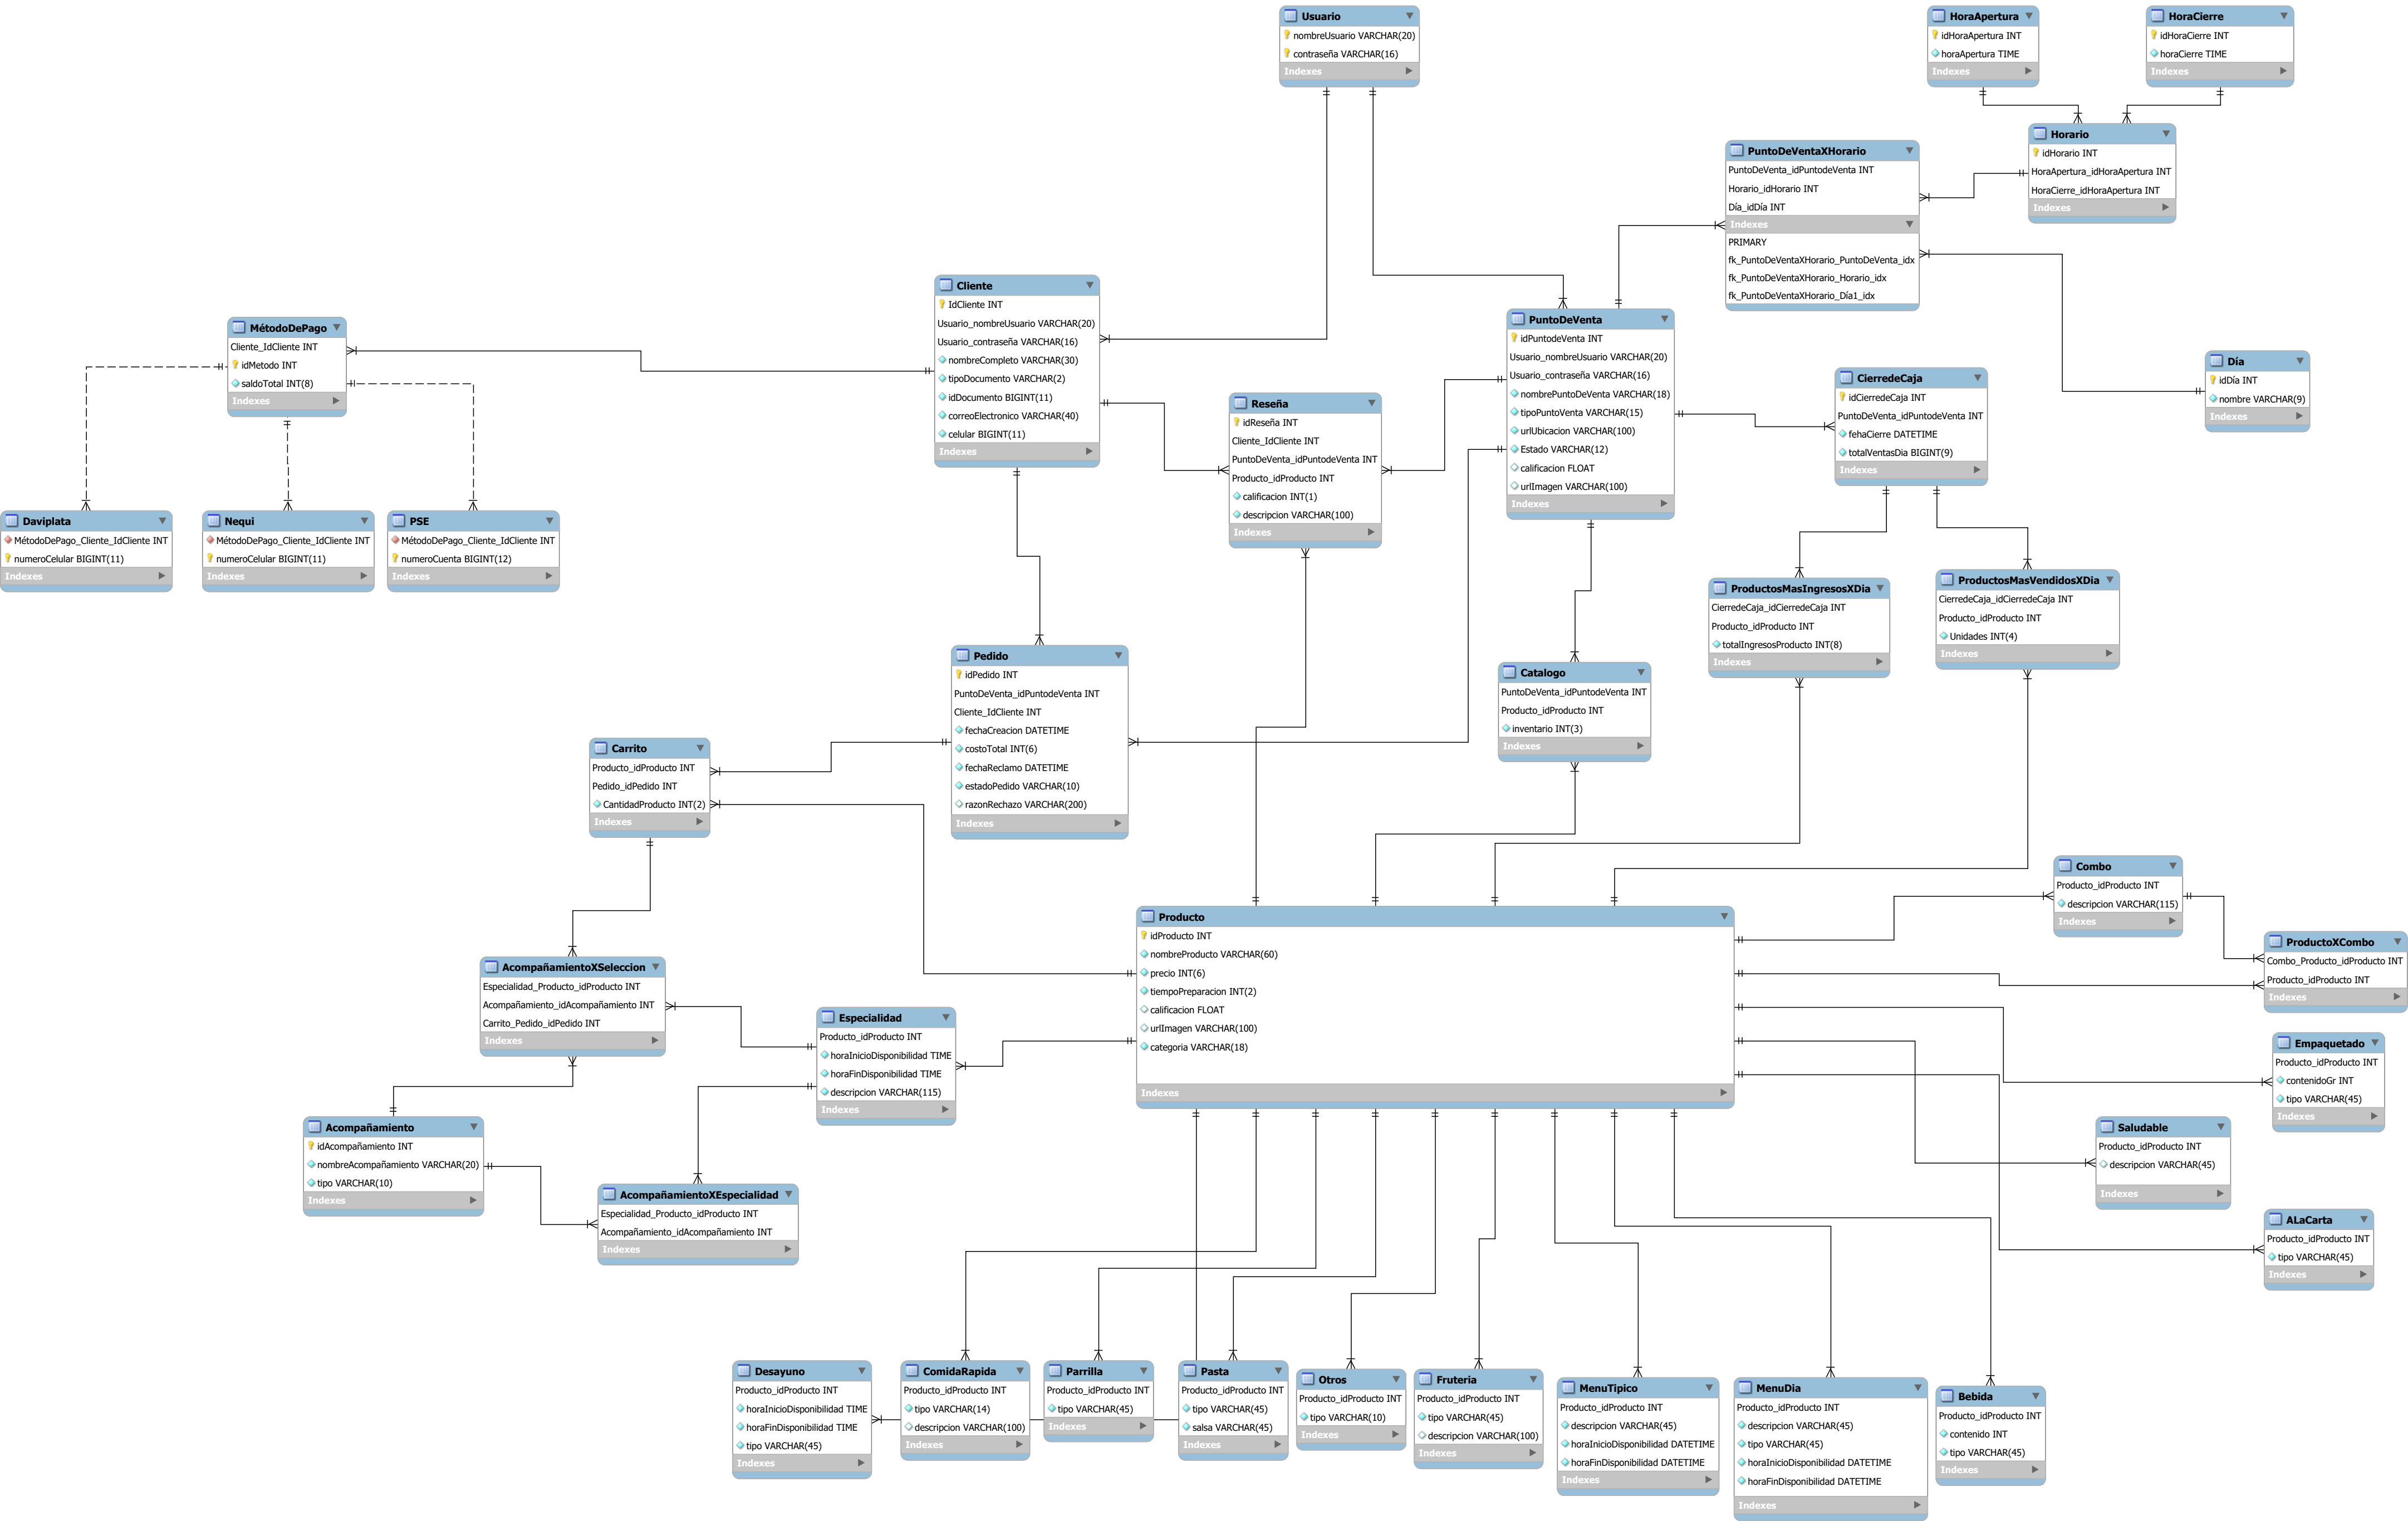 Usuario
nombreUsuario VARCHAR(20)
contraseña VARCHAR(16)
Indexes
HoraApertura
idHoraApertura INT
horaApertura TIME
Indexes
HoraCierre
idHoraCierre INT
horaCierre TIME
Indexes
Horario
idHorario INT
HoraApertura_idHoraApertura INT
HoraCierre_idHoraApertura INT
Indexes
PuntoDeVentaXHorario
PuntoDeVenta_idPuntodeVenta INT
Horario_idHorario INT
Día_idDía INT
Indexes
PRIMARY
fk_PuntoDeVentaXHorario_PuntoDeVenta_idx
fk_PuntoDeVentaXHorario_Horario_idx
fk_PuntoDeVentaXHorario_Día1_idx
Cliente
IdCliente INT
Usuario_nombreUsuario VARCHAR(20)
Usuario_contraseña VARCHAR(16)
nombreCompleto VARCHAR(30)
tipoDocumento VARCHAR(2)
idDocumento BIGINT(11)
correoElectronico VARCHAR(40)
celular BIGINT(11)
Indexes
MétodoDePago
Cliente_IdCliente INT
idMetodo INT
saldoTotal INT(8)
Indexes
PuntoDeVenta
idPuntodeVenta INT
Usuario_nombreUsuario VARCHAR(20)
Usuario_contraseña VARCHAR(16)
nombrePuntoDeVenta VARCHAR(18)
tipoPuntoVenta VARCHAR(15)
urlUbicacion VARCHAR(100)
Estado VARCHAR(12)
calificacion FLOAT
urlImagen VARCHAR(100)
Indexes
Día
idDía INT
nombre VARCHAR(9)
Indexes
CierredeCaja
idCierredeCaja INT
PuntoDeVenta_idPuntodeVenta INT
fehaCierre DATETIME
totalVentasDia BIGINT(9)
Indexes
Reseña
idReseña INT
Cliente_IdCliente INT
PuntoDeVenta_idPuntodeVenta INT
Producto_idProducto INT
calificacion INT(1)
descripcion VARCHAR(100)
Indexes
Daviplata
MétodoDePago_Cliente_IdCliente INT
numeroCelular BIGINT(11)
Indexes
Nequi
MétodoDePago_Cliente_IdCliente INT
numeroCelular BIGINT(11)
Indexes
PSE
MétodoDePago_Cliente_IdCliente INT
numeroCuenta BIGINT(12)
Indexes
ProductosMasIngresosXDia
CierredeCaja_idCierredeCaja INT
Producto_idProducto INT
totalIngresosProducto INT(8)
Indexes
ProductosMasVendidosXDia
CierredeCaja_idCierredeCaja INT
Producto_idProducto INT
Unidades INT(4)
Indexes
Pedido
idPedido INT
PuntoDeVenta_idPuntodeVenta INT
Cliente_IdCliente INT
fechaCreacion DATETIME
costoTotal INT(6)
fechaReclamo DATETIME
estadoPedido VARCHAR(10)
razonRechazo VARCHAR(200)
Indexes
Catalogo
PuntoDeVenta_idPuntodeVenta INT
Producto_idProducto INT
inventario INT(3)
Indexes
Carrito
Producto_idProducto INT
Pedido_idPedido INT
CantidadProducto INT(2)
Indexes
Combo
Producto_idProducto INT
descripcion VARCHAR(115)
Indexes
Producto
idProducto INT
nombreProducto VARCHAR(60)
precio INT(6)
tiempoPreparacion INT(2)
calificacion FLOAT
urlImagen VARCHAR(100)
categoria VARCHAR(18)
Indexes
ProductoXCombo
Combo_Producto_idProducto INT
Producto_idProducto INT
Indexes
AcompañamientoXSeleccion
Especialidad_Producto_idProducto INT
Acompañamiento_idAcompañamiento INT
Carrito_Pedido_idPedido INT
Indexes
Especialidad
Producto_idProducto INT
horaInicioDisponibilidad TIME
horaFinDisponibilidad TIME
descripcion VARCHAR(115)
Indexes
Empaquetado
Producto_idProducto INT
contenidoGr INT
tipo VARCHAR(45)
Indexes
Acompañamiento
idAcompañamiento INT
nombreAcompañamiento VARCHAR(20)
tipo VARCHAR(10)
Indexes
Saludable
Producto_idProducto INT
descripcion VARCHAR(45)
Indexes
AcompañamientoXEspecialidad
Especialidad_Producto_idProducto INT
Acompañamiento_idAcompañamiento INT
Indexes
ALaCarta
Producto_idProducto INT
tipo VARCHAR(45)
Indexes
Desayuno
Producto_idProducto INT
horaInicioDisponibilidad TIME
horaFinDisponibilidad TIME
tipo VARCHAR(45)
Indexes
ComidaRapida
Producto_idProducto INT
tipo VARCHAR(14)
descripcion VARCHAR(100)
Indexes
Parrilla
Producto_idProducto INT
tipo VARCHAR(45)
Indexes
Pasta
Producto_idProducto INT
tipo VARCHAR(45)
salsa VARCHAR(45)
Indexes
Otros
Producto_idProducto INT
tipo VARCHAR(10)
Indexes
Fruteria
Producto_idProducto INT
tipo VARCHAR(45)
descripcion VARCHAR(100)
Indexes
MenuTipico
Producto_idProducto INT
descripcion VARCHAR(45)
horaInicioDisponibilidad DATETIME
horaFinDisponibilidad DATETIME
Indexes
MenuDia
Producto_idProducto INT
descripcion VARCHAR(45)
tipo VARCHAR(45)
horaInicioDisponibilidad DATETIME
horaFinDisponibilidad DATETIME
Indexes
Bebida
Producto_idProducto INT
contenido INT
tipo VARCHAR(45)
Indexes